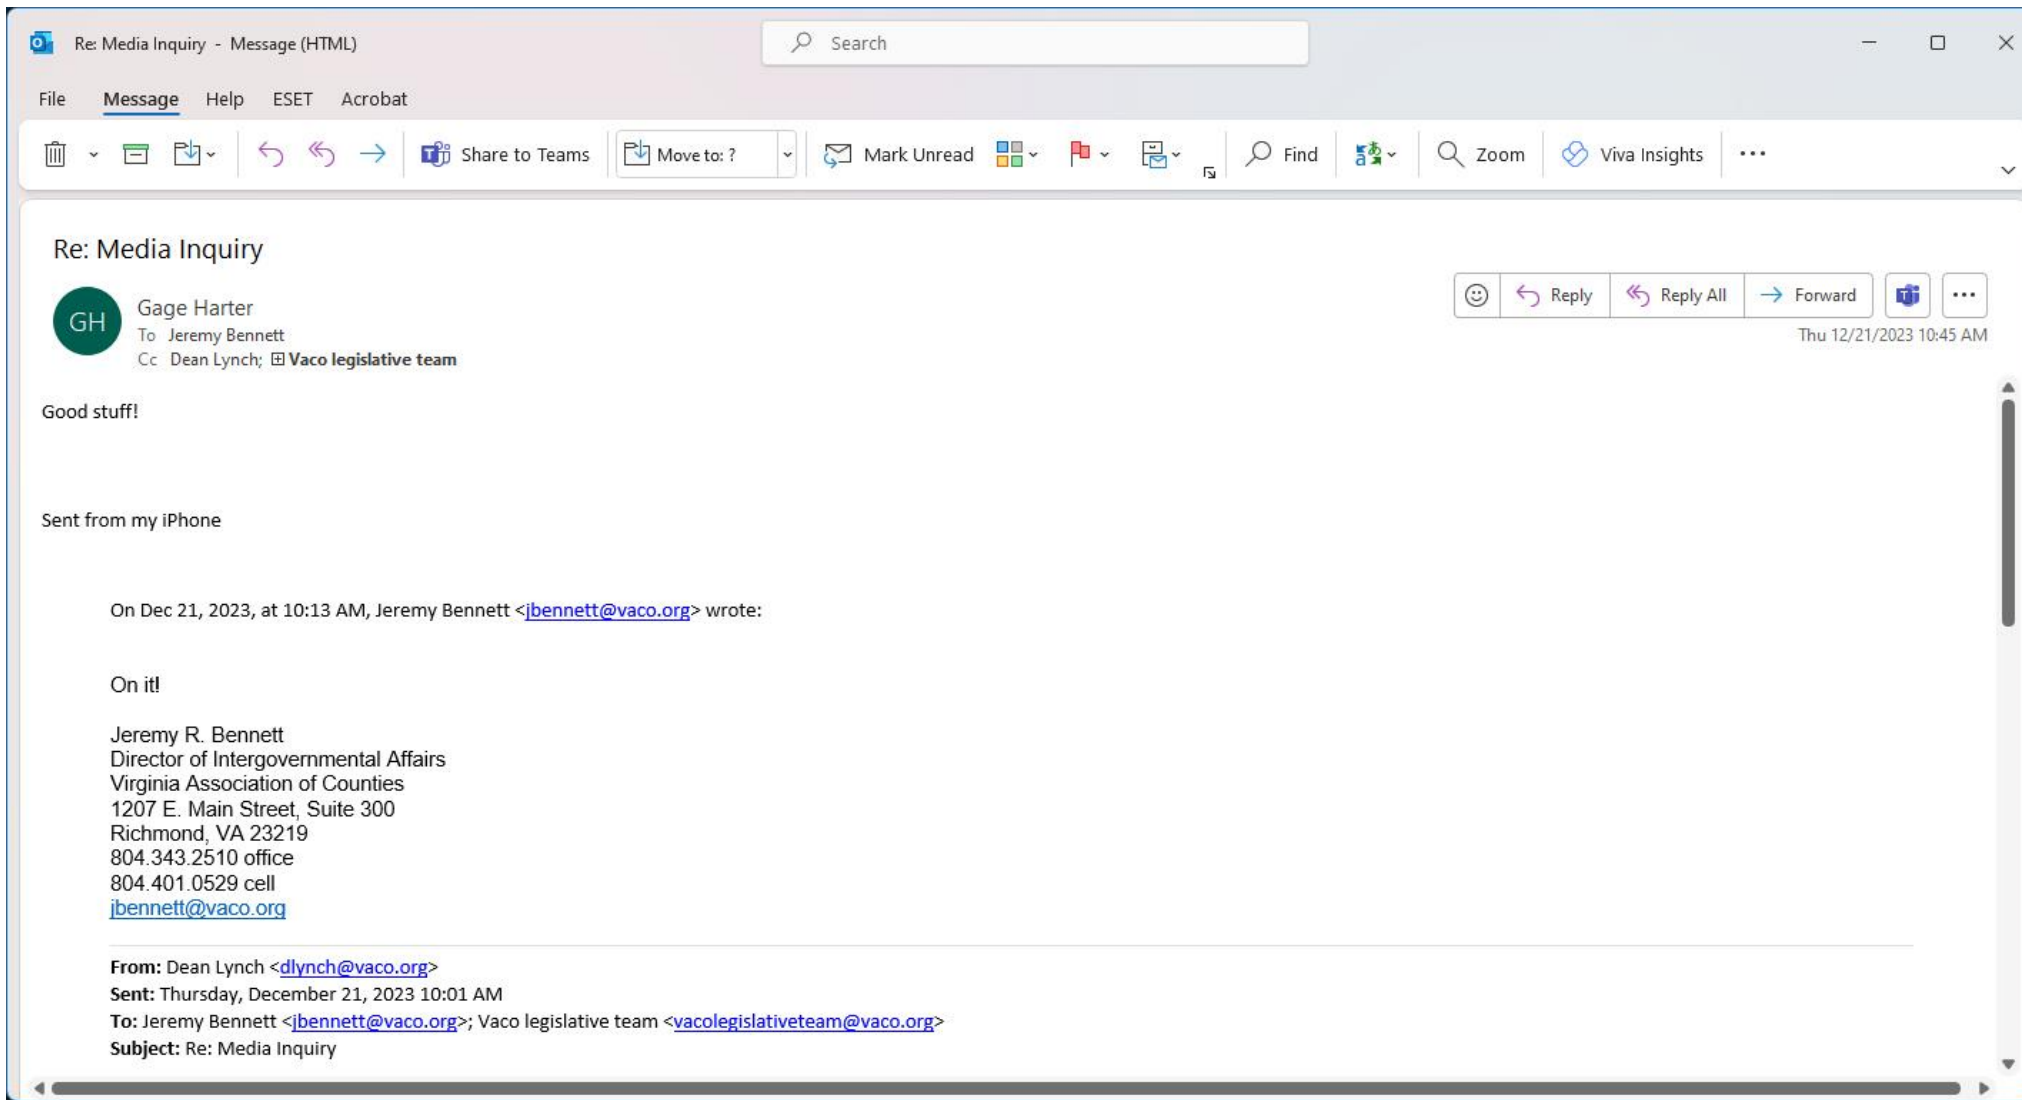 Re: Media Inquiry - Message (HTML)
Search
File Message Help ESET Acrobat
Share to Teams Move to: ? Mark Unread Find Zoom Viva Insights ...
Re: Media Inquiry
GH
Gage Harter
To Jeremy Bennett
Cc Dean Lynch; Vaco legislative team
Reply Reply All Forward ...
Thu 12/21/2023 10:45 AM
Good stuff!
Sent from my iPhone
On Dec 21, 2023, at 10:13 AM, Jeremy Bennett <jbennett@vaco.org> wrote:
On it!
Jeremy R. Bennett
Director of Intergovernmental Affairs
Virginia Association of Counties
1207 E. Main Street, Suite 300
Richmond, VA 23219
804.343.2510 office
804.401.0529 cell
jbennett@vaco.org
From: Dean Lynch <dlynch@vaco.org>
Sent: Thursday, December 21, 2023 10:01 AM
To: Jeremy Bennett <jbennett@vaco.org>; Vaco legislative team <vacolegislativeteam@vaco.org>
Subject: Re: Media Inquiry